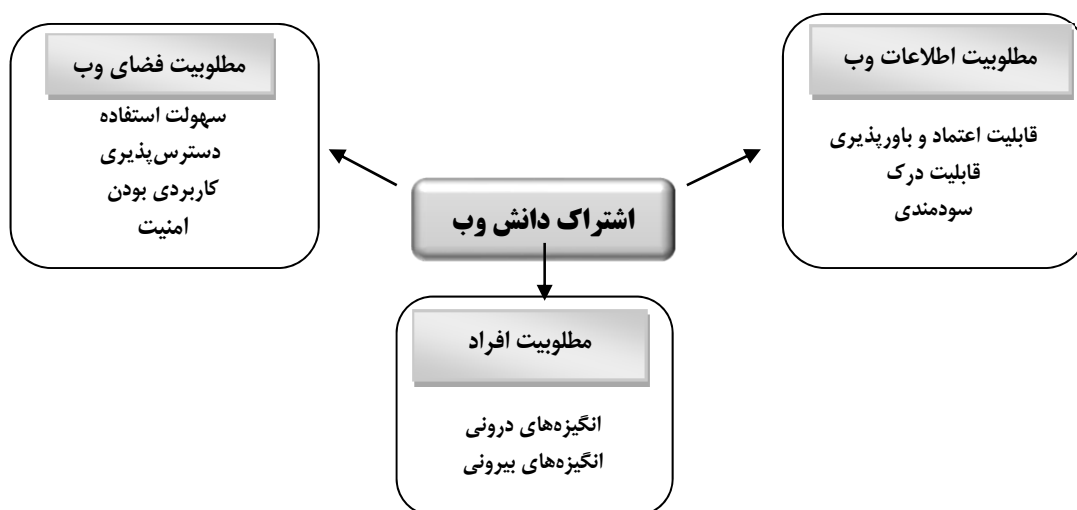 مطلوبیت اطلاعات وب
قابلیت اعتماد و باورپذیری
قابلیت درک
سودمندی
مطلوبیت فضای وب
سهولت استفاده
دسترس‌پذیری
کاربردی بودن
امنیت
اشتراک دانش وب
مطلوبیت افراد
انگیزه‌های درونی
انگیزه‌های بیرونی